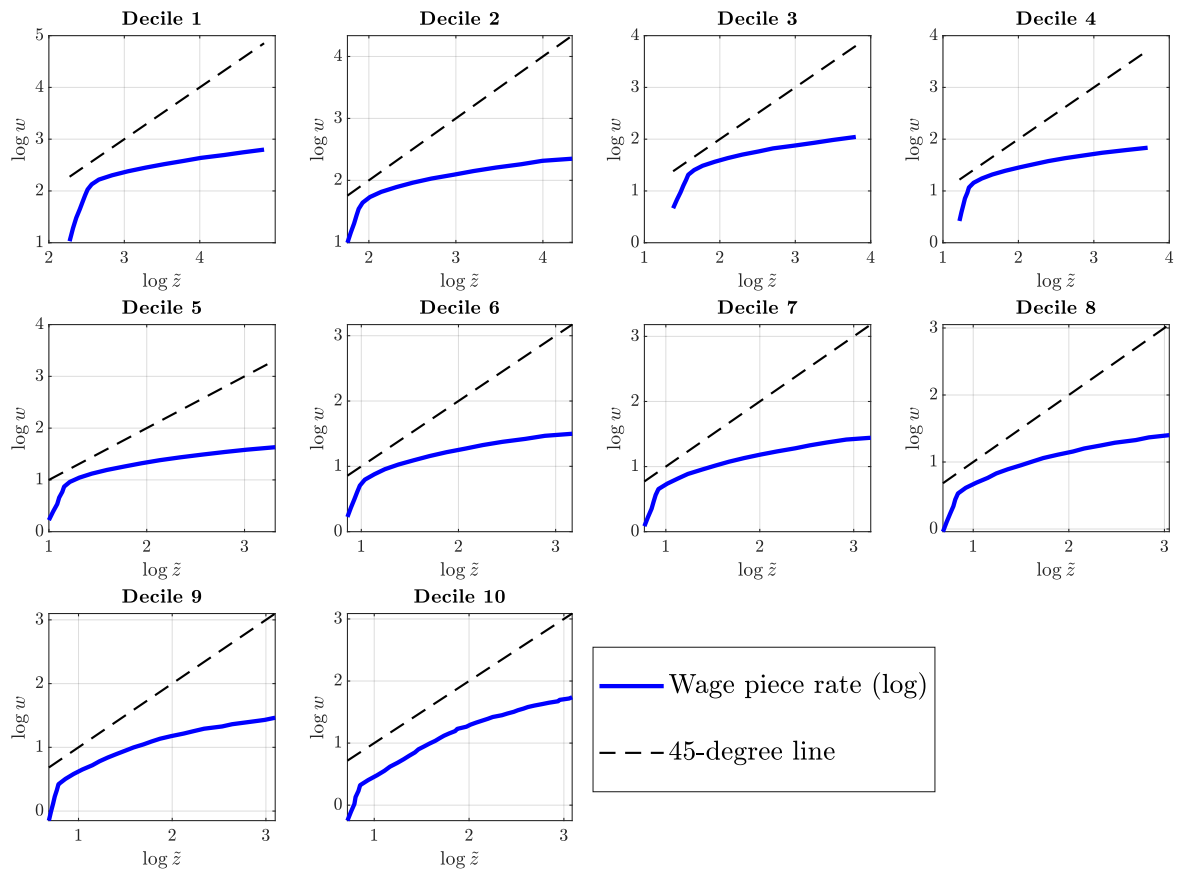 Decile 1
Decile 2
Decile 3
Decile 4
5
4
3
2
1
log w
2
3
4
log z̃
4
3
2
1
log w
2
3
4
log z̃
4
3
2
1
0
log w
1
2
3
4
log z̃
4
3
2
1
0
log w
1
2
3
4
log z̃
Decile 5
Decile 6
Decile 7
Decile 8
4
3
2
1
0
log w
1
2
3
log z̃
3
2
1
0
log w
1
2
3
log z̃
3
2
1
0
log w
1
2
3
log z̃
3
2
1
0
log w
1
2
3
log z̃
Decile 9
Decile 10
3
2
1
0
log w
1
2
3
log z̃
3
2
1
0
log w
1
2
3
log z̃
Wage piece rate (log)
45-degree line